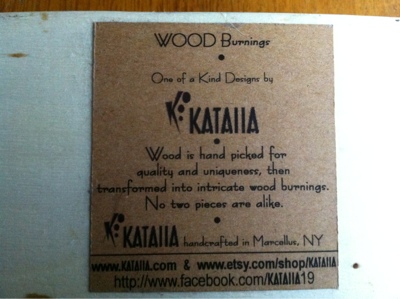 WOOD Burnings
One of a Kind Designs by
KATAIIA
Wood is hand picked for
quality and uniqueness, then
transformed into intricate wood burnings.
No two pieces are alike.
KATAIIA handcrafted in Marcellus, NY
www.KATAIIA.com & www.etsy.com/shop/KATAIIA
http://www.facebook.com/KATAIIA19